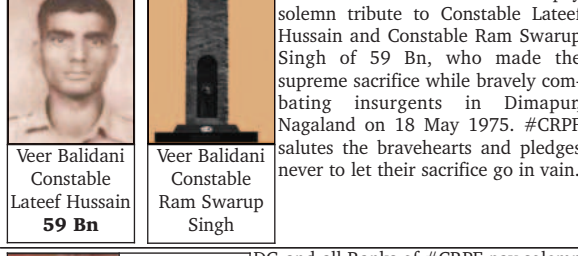 solemn tribute to Constable Lateef
Hussain and Constable Ram Swarup
Singh of 59 Bn, who made the
supreme sacrifice while bravely com-
bating insurgents in Dimapur,
Nagaland on 18 May 1975. #CRPF
salutes the bravehearts and pledges
never to let their sacrifice go in vain.
Veer Balidani
Constable
Lateef Hussain
59 Bn
Veer Balidani
Constable
Ram Swarup
Singh
DG and all Ranks of #CRPF pay solemn